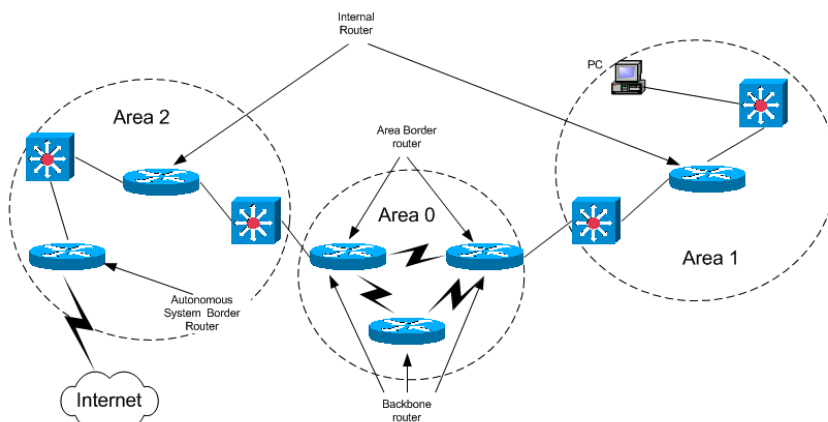 Internal
Router
PC
Area 2
Area Border
router
Area 0
Area 1
Autonomous
System Border
Router
Internet
Backbone
router